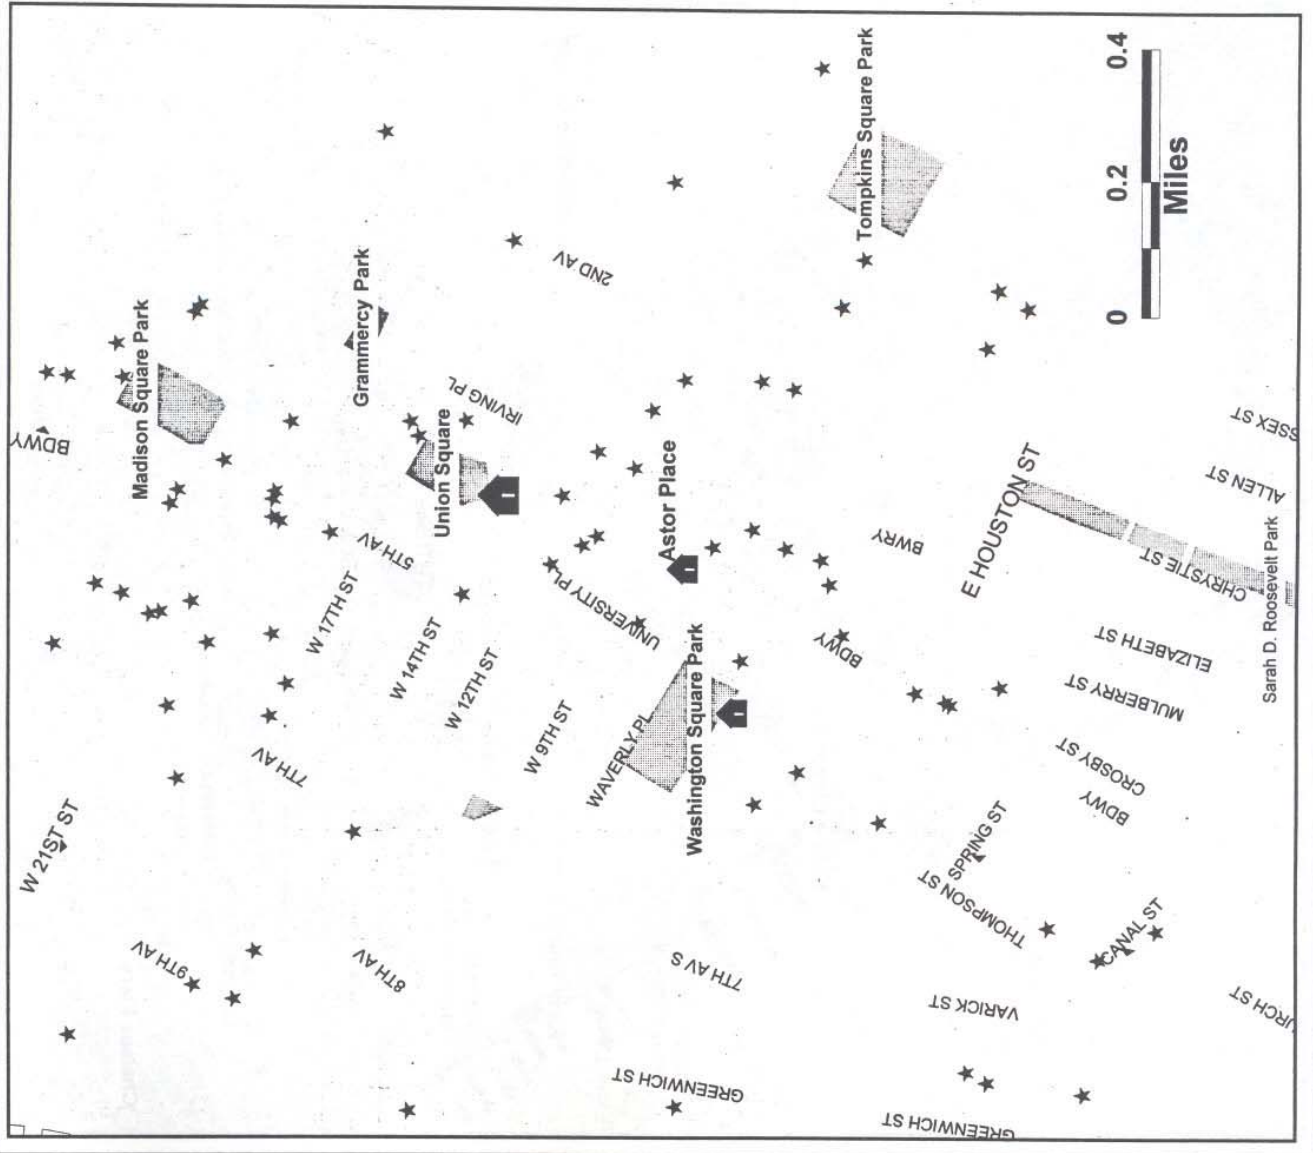 BDWY
Madison Square Park
Grammercy Park
Tompkins Square Park
0.4
0.2
0
Miles
2ND AV
IRVING PL
Union Square
I
5TH AV
Astor Place
I
BWRY
E HOUSTON ST
SSEX ST
ALLEN ST
CHRYSTIE ST
Sarah D. Roosevelt Park
W 17TH ST
W 14TH ST
W 12TH ST
UNIVERSITY PL
BDWY
ELIZABETH ST
MULBERRY ST
CROSBY ST
BDWY
W 9TH ST
WAVERLY PL
Washington Square Park
I
7TH AV
W 21ST ST
9TH AV
8TH AV
7TH AV S
SPRING ST
THOMPSON ST
CANAL ST
VARICK ST
URCH ST
GREENWICH ST
GREENWICH ST